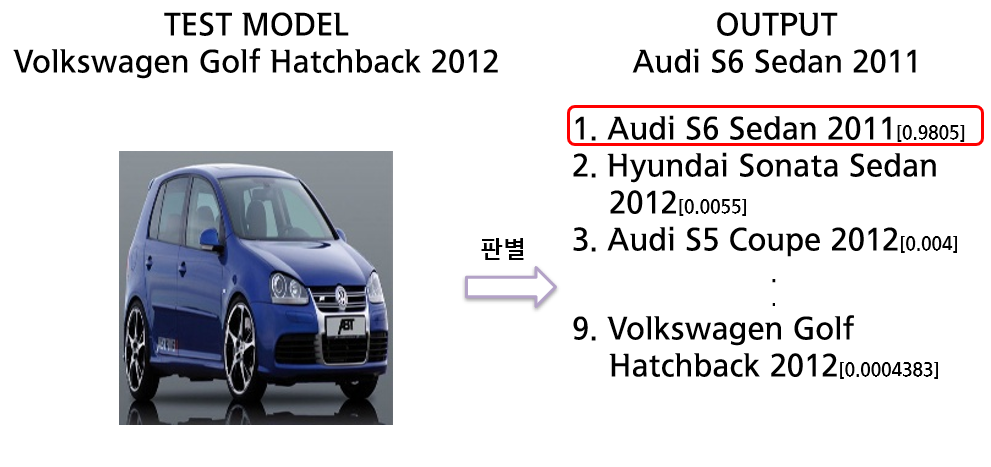 TEST MODEL
Volkswagen Golf Hatchback 2012
OUTPUT
Audi S6 Sedan 2011
1. Audi S6 Sedan 2011[0.9805]
2. Hyundai Sonata Sedan
2012[0.0055]
3. Audi S5 Coupe 2012[0.004]
.
.
9. Volkswagen Golf
Hatchback 2012[0.0004383]
판별
ABT